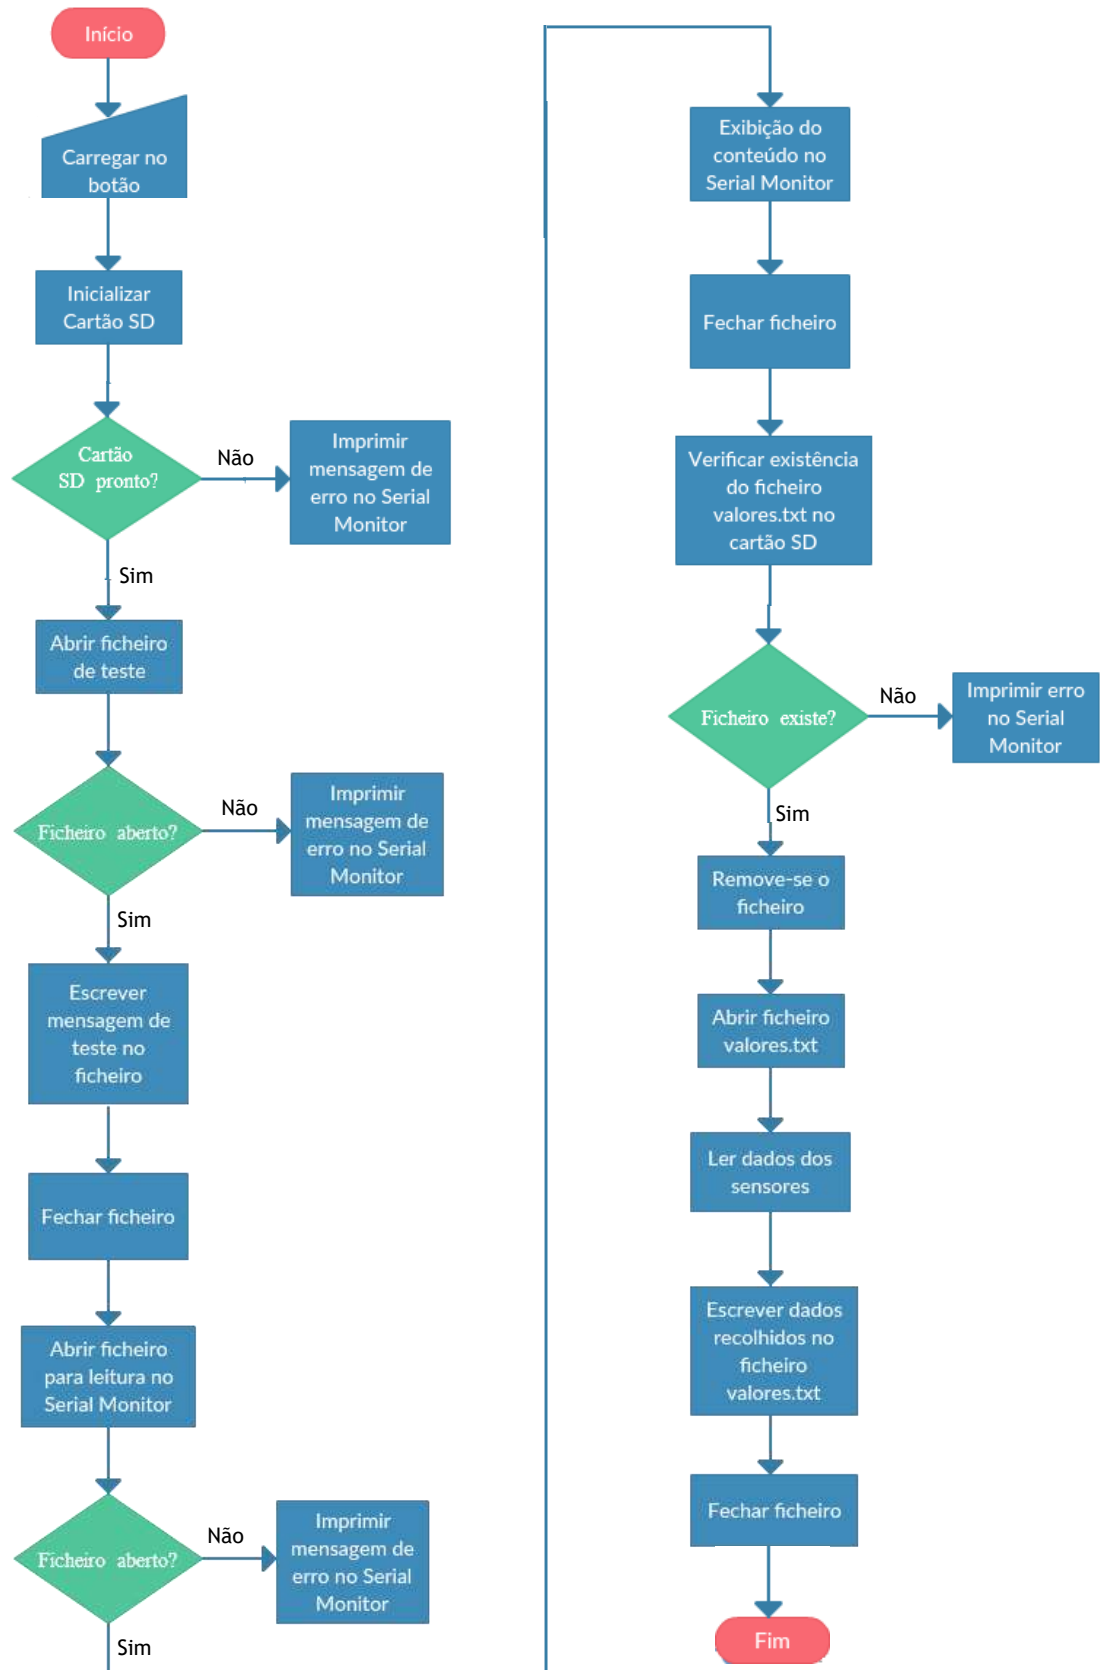 Início
Carregar no
botão
Inicializar
Cartão SD
Cartão
SD pronto?
Não
Imprimir
mensagem de
erro no Serial
Monitor
Sim
Abrir ficheiro
de teste
Ficheiro aberto?
Não
Imprimir
mensagem de
erro no Serial
Monitor
Sim
Escrever
mensagem de
teste no
ficheiro
Fechar ficheiro
Abrir ficheiro
para leitura no
Serial Monitor
Ficheiro aberto?
Não
Imprimir
mensagem de
erro no Serial
Monitor
Sim
Exibição do
conteúdo no
Serial Monitor
Fechar ficheiro
Verificar existência
do ficheiro
valores.txt no
cartão SD
Ficheiro existe?
Não
Imprimir erro
no Serial
Monitor
Sim
Remove-se o
ficheiro
Abrir ficheiro
valores.txt
Ler dados dos
sensores
Escrever dados
recolhidos no
ficheiro
valores.txt
Fechar ficheiro
Fim